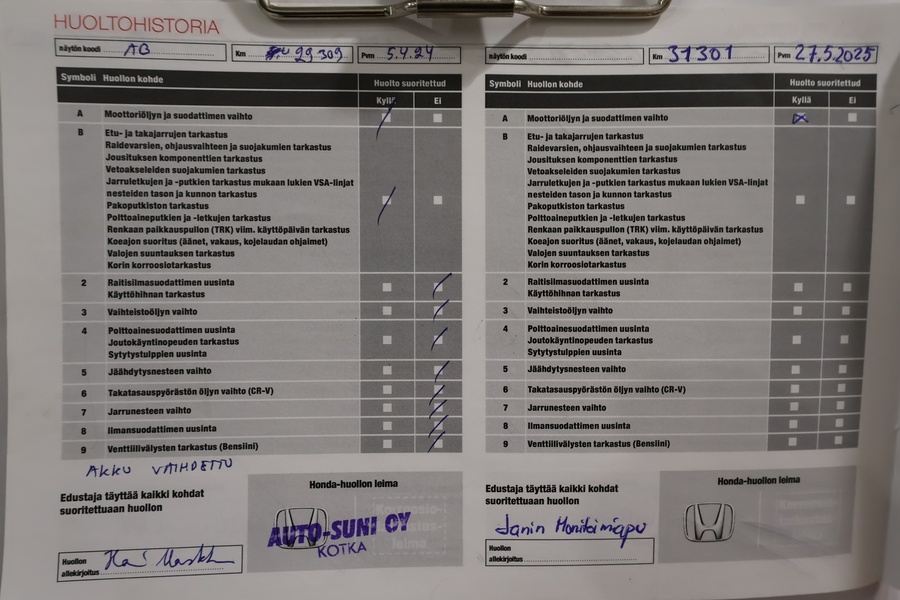 HUOLTOHISTORIA
näytön koodi AB Km 29 309 Pvm 5.4.24
Symboli Huollon kohde Huolto suoritettud
Kyllä Ei
A Moottoriöljyn ja suodattimen vaihto
B Etu- ja takajarrujen tarkastus
Raidevarsien, ohjausvaihteen ja suojakumien tarkastus
Jousituksen komponenttien tarkastus
Vetoakseleiden suojakumien tarkastus
Jarruletkujen ja -putkien tarkastus mukaan lukien VSA-linjat
nesteiden tason ja kunnon tarkastus
Pakoputkiston tarkastus
Polttoaineputkien ja -letkujen tarkastus
Renkaan paikkauspullon (TRK) viim. käyttöpäivän tarkastus
Koeajon suoritus (äänet, vakaus, kojelaudan ohjaimet)
Valojen suuntauksen tarkastus
Korin korroosiotarkastus
2 Raitisilmasuodattimen uusinta
Käyttöhihnan tarkastus
3 Vaihteistoöljyn vaihto
4 Polttoainesuodattimen uusinta
Joutokäyntinopeuden tarkastus
Sytytystulppien uusinta
5 Jäähdytysnesteen vaihto
6 Takatasauspyörästön öljyn vaihto (CR-V)
7 Jarrunesteen vaihto
8 Ilmansuodattimen uusinta
9 Venttiilivälysten tarkastus (Bensiini)
AKKU VAIHDETTU
Edustaja täyttää kaikki kohdat
suoritettuaan huollon
Honda-huollon leima
AUTO-SUNI OY
KOTKA
Huollon
allekirjoitus
näytön koodi Km 31301 Pvm 27.5.2025
Symboli Huollon kohde Huolto suoritettud
Kyllä Ei
A Moottoriöljyn ja suodattimen vaihto
B Etu- ja takajarrujen tarkastus
Raidevarsien, ohjausvaihteen ja suojakumien tarkastus
Jousituksen komponenttien tarkastus
Vetoakseleiden suojakumien tarkastus
Jarruletkujen ja -putkien tarkastus mukaan lukien VSA-linjat
nesteiden tason ja kunnon tarkastus
Pakoputkiston tarkastus
Polttoaineputkien ja -letkujen tarkastus
Renkaan paikkauspullon (TRK) viim. käyttöpäivän tarkastus
Koeajon suoritus (äänet, vakaus, kojelaudan ohjaimet)
Valojen suuntauksen tarkastus
Korin korroosiotarkastus
2 Raitisilmasuodattimen uusinta
Käyttöhihnan tarkastus
3 Vaihteistoöljyn vaihto
4 Polttoainesuodattimen uusinta
Joutokäyntinopeuden tarkastus
Sytytystulppien uusinta
5 Jäähdytysnesteen vaihto
6 Takatasauspyörästön öljyn vaihto (CR-V)
7 Jarrunesteen vaihto
8 Ilmansuodattimen uusinta
9 Venttiilivälysten tarkastus (Bensiini)
Edustaja täyttää kaikki kohdat
suoritettuaan huollon
Honda-huollon leima
Janin Monitoimiapu
Huollon
allekirjoitus